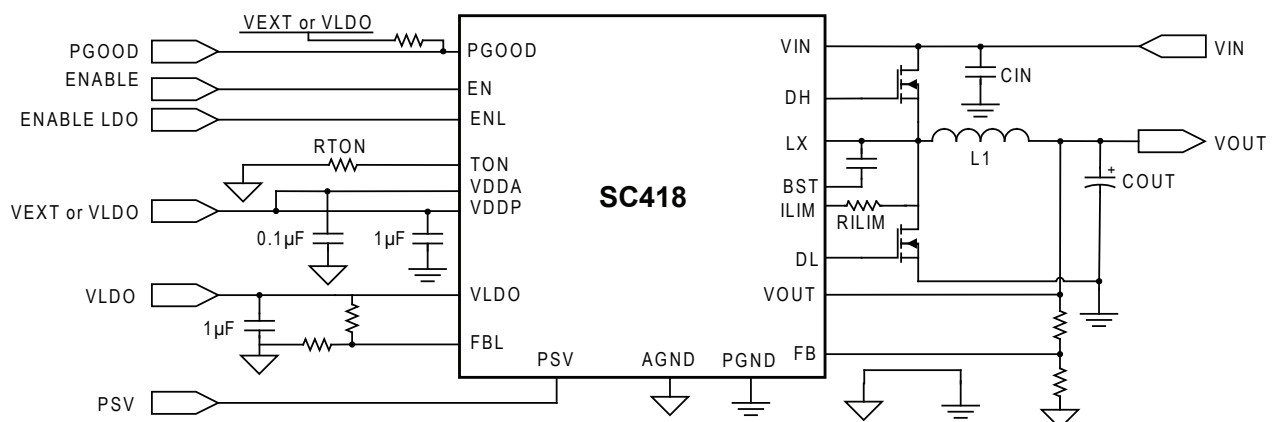 VEXT or VLDO
PGOOD
ENABLE
ENABLE LDO
RTON
VEXT or VLDO
0.1µF
1µF
VLDO
1µF
PSV
PGOOD
EN
ENL
TON
VDDA
VDDP
VLDO
FBL
PSV
AGND
PGND
SC418
VIN
DH
LX
BST
ILIM
DL
VOUT
FB
RILIM
CIN
VIN
L1
VOUT
+
COUT